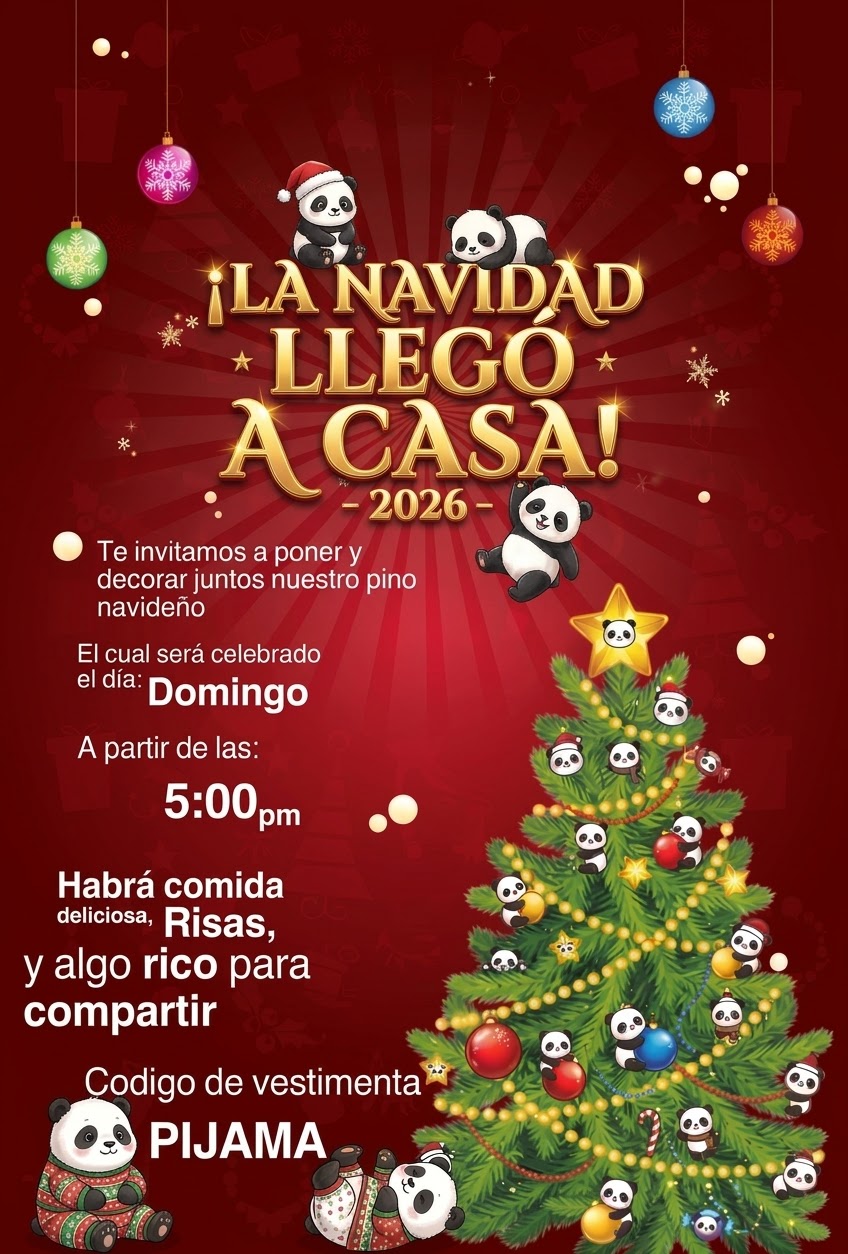 ¡LA NAVIDAD
LLEGÓ
A CASA!
- 2026 -
Te invitamos a poner y
decorar juntos nuestro pino
navideño
El cual será celebrado
el día: Domingo
A partir de las:
5:00pm
Habrá comida
deliciosa, Risas,
y algo rico para
compartir
Codigo de vestimenta
PIJAMA